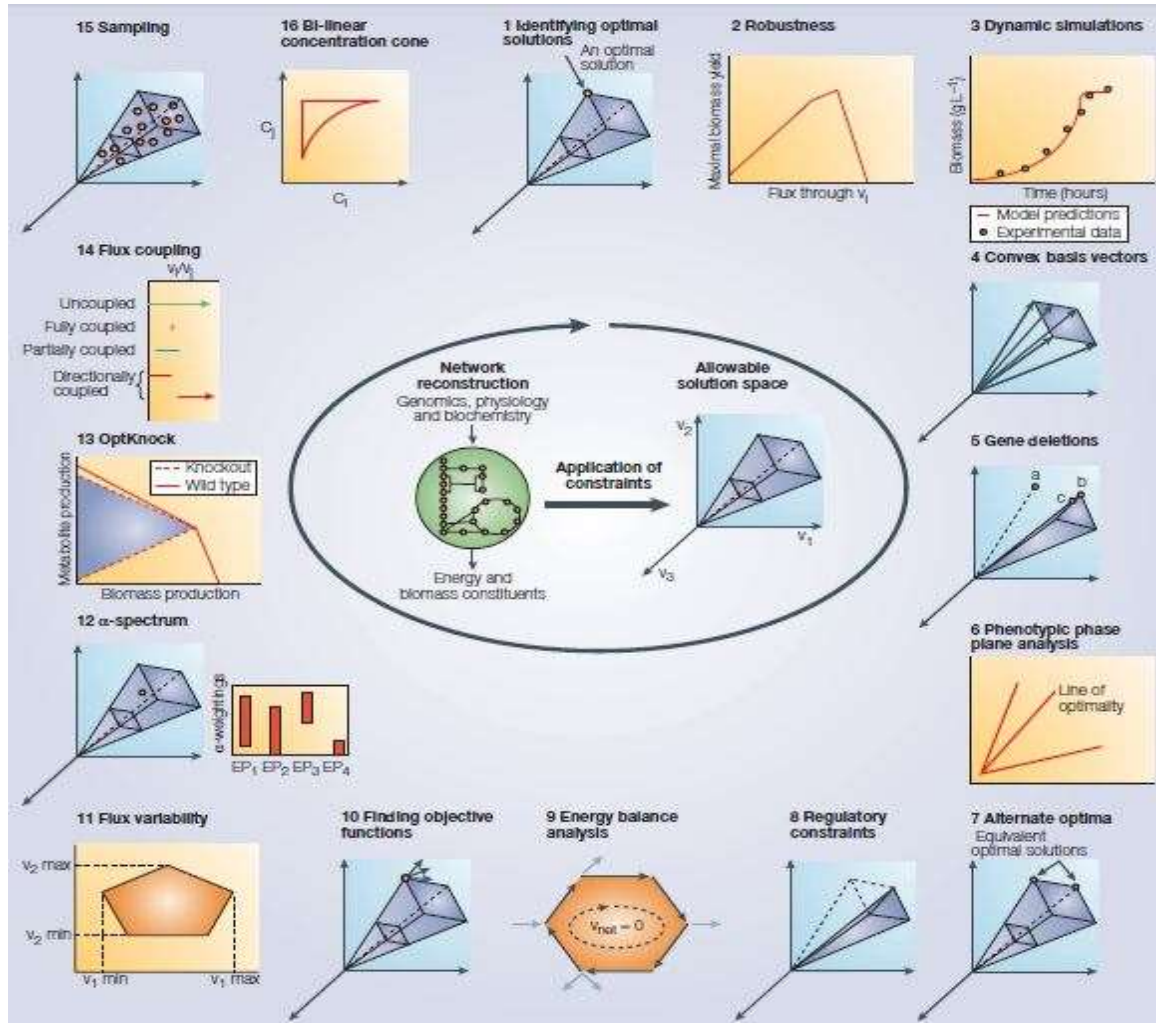 15 Sampling
16 Bi-linear
concentration cone
C_j
C_i
1 Identifying optimal
solutions
An optimal
solution
2 Robustness
Maximal biomass yield
Flux through v_i
3 Dynamic simulations
Biomass (g L⁻¹)
Time (hours)
Model predictions
Experimental data
14 Flux coupling
v_i/v_j
Uncoupled
Fully coupled
Partially coupled
Directionally
coupled
4 Convex basis vectors
Network
reconstruction
Genomics, physiology
and biochemistry
Energy and
biomass constituents
Application of
constraints
Allowable
solution space
v₂
v₁
v₃
13 OptKnock
Knockout
Wild type
Metabolite production
Biomass production
5 Gene deletions
a
b
c
12 α-spectrum
α-weightings
EP₁ EP₂ EP₃ EP₄
6 Phenotypic phase
plane analysis
Line of
optimality
11 Flux variability
v₂ max
v₂ min
v₁ min
v₁ max
10 Finding objective
functions
9 Energy balance
analysis
v_net = 0
8 Regulatory
constraints
7 Alternate optima
Equivalent
optimal solutions